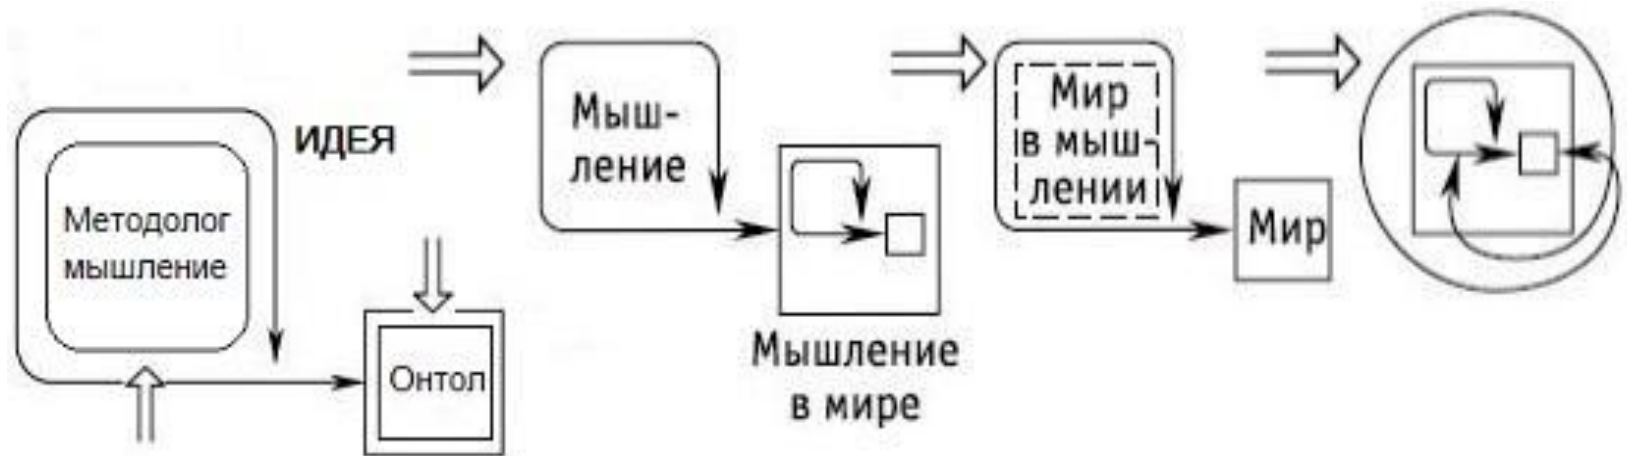 ИДЕЯ
Методолог
мышление
Онтол
Мыш-
ление
Мышление
в мире
Мир
в мыш-
лении
Мир